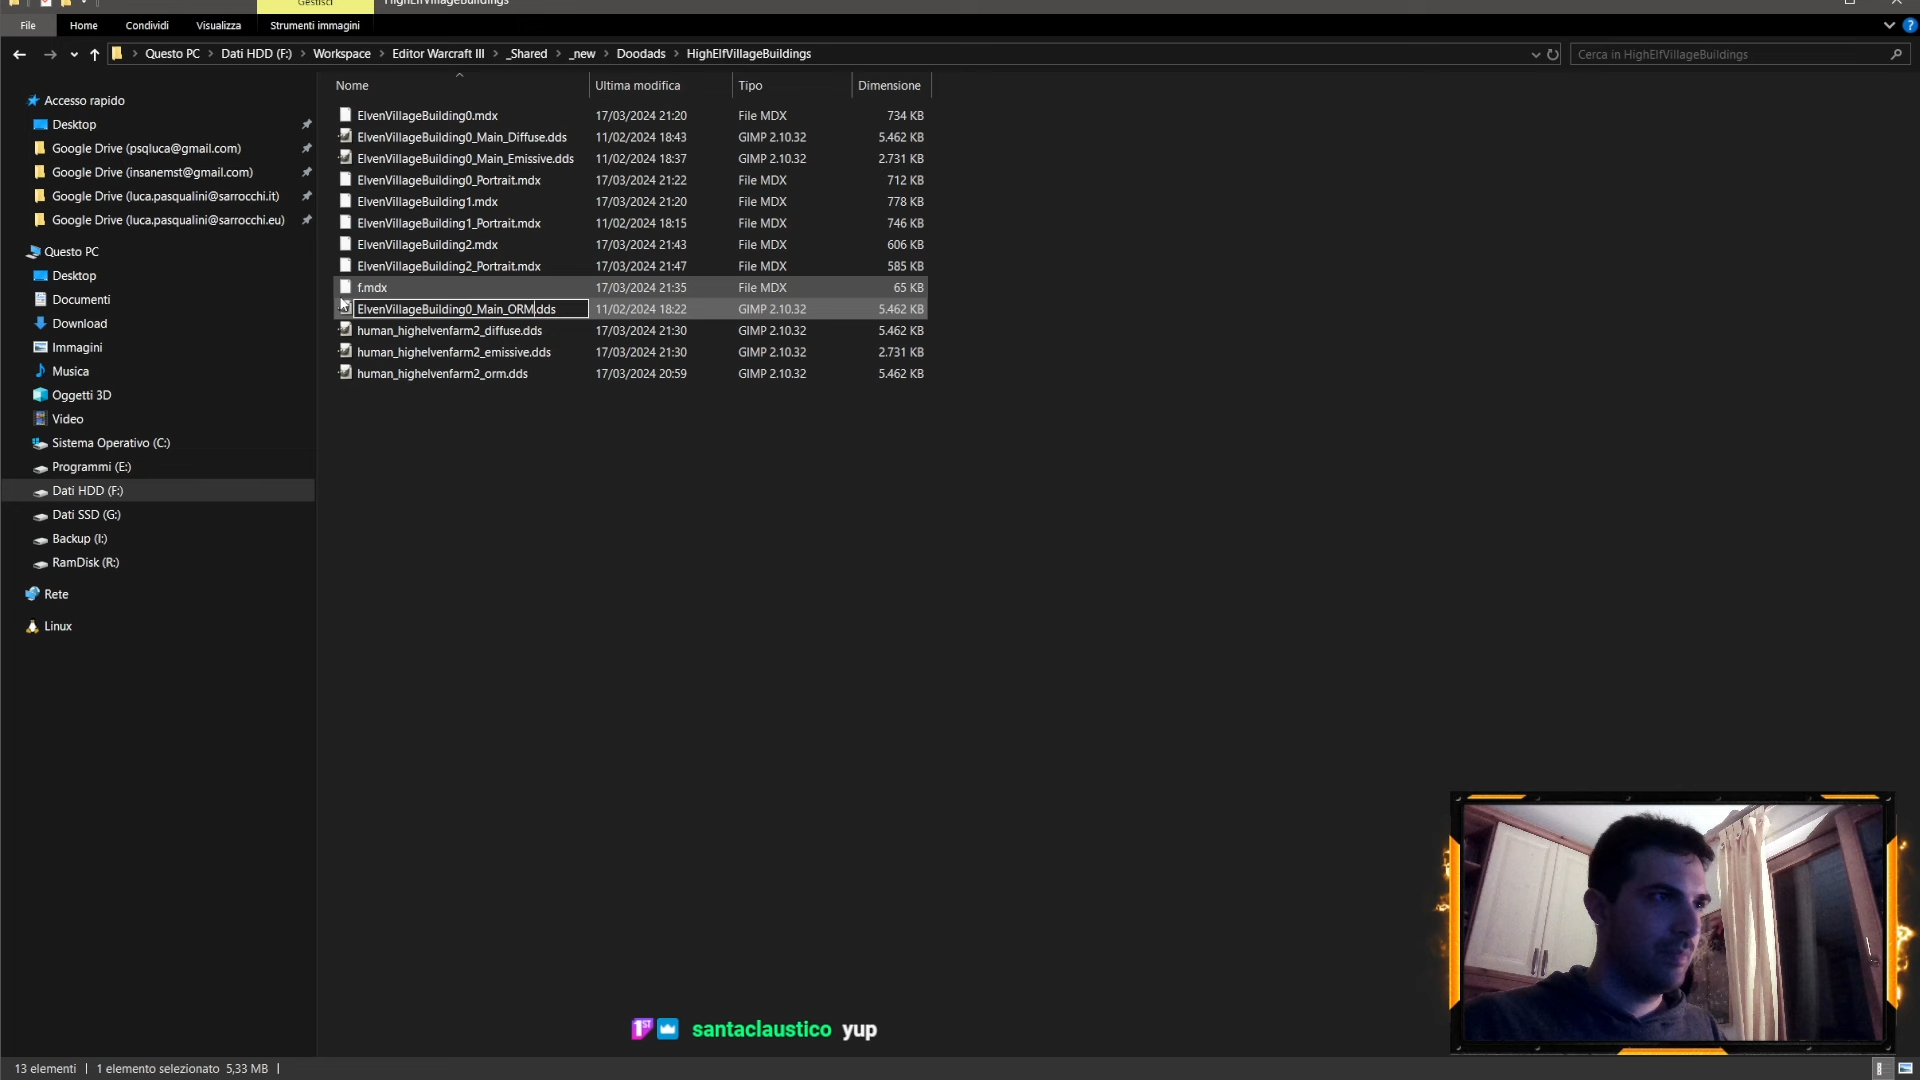 Gestisci
HighElfVillageBuildings
File
Home
Condividi
Visualizza
Strumenti immagini
Questo PC
Dati HDD (F:)
Workspace
Editor Warcraft III
_Shared
_new
Doodads
HighElfVillageBuildings
Cerca in HighElfVillageBuildings
Nome
Ultima modifica
Tipo
Dimensione
Accesso rapido
Desktop
Google Drive (psqluca@gmail.com)
Google Drive (insanemst@gmail.com)
Google Drive (luca.pasqualini@sarrocchi.it)
Google Drive (luca.pasqualini@sarrocchi.eu)
Questo PC
Desktop
Documenti
Download
Immagini
Musica
Oggetti 3D
Video
Sistema Operativo (C:)
Programmi (E:)
Dati HDD (F:)
Dati SSD (G:)
Backup (I:)
RamDisk (R:)
Rete
Linux
ElvenVillageBuilding0.mdx 17/03/2024 21:20 File MDX 734 KB
ElvenVillageBuilding0_Main_Diffuse.dds 11/02/2024 18:43 GIMP 2.10.32 5.462 KB
ElvenVillageBuilding0_Main_Emissive.dds 11/02/2024 18:37 GIMP 2.10.32 2.731 KB
ElvenVillageBuilding0_Portrait.mdx 17/03/2024 21:22 File MDX 712 KB
ElvenVillageBuilding1.mdx 17/03/2024 21:20 File MDX 778 KB
ElvenVillageBuilding1_Portrait.mdx 11/02/2024 18:15 File MDX 746 KB
ElvenVillageBuilding2.mdx 17/03/2024 21:43 File MDX 606 KB
ElvenVillageBuilding2_Portrait.mdx 17/03/2024 21:47 File MDX 585 KB
f.mdx 17/03/2024 21:35 File MDX 65 KB
ElvenVillageBuilding0_Main_ORM.dds 11/02/2024 18:22 GIMP 2.10.32 5.462 KB
human_highelvenfarm2_diffuse.dds 17/03/2024 21:30 GIMP 2.10.32 5.462 KB
human_highelvenfarm2_emissive.dds 17/03/2024 21:30 GIMP 2.10.32 2.731 KB
human_highelvenfarm2_orm.dds 17/03/2024 20:59 GIMP 2.10.32 5.462 KB
1ST santaclaustico yup
13 elementi
1 elemento selezionato 5,33 MB